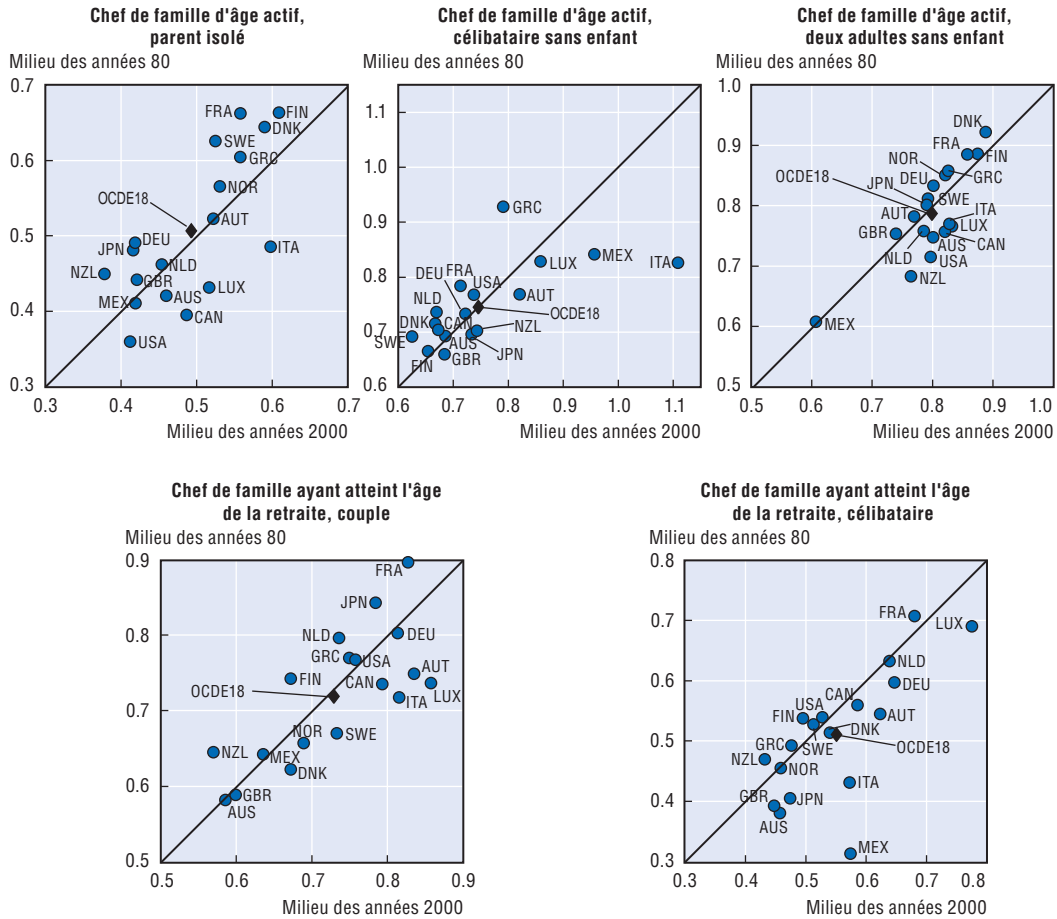 Chef de famille d'âge actif,
parent isolé
Milieu des années 80
0.7
0.6
0.5
0.4
0.3
0.3 0.4 0.5 0.6 0.7
FRA
FIN
DNK
SWE
GRC
NOR
OCDE18
AUT
DEU
JPN
ITA
NZL
NLD
GBR
LUX
MEX
AUS
CAN
USA
Milieu des années 2000
Chef de famille d'âge actif,
célibataire sans enfant
Milieu des années 80
1.1
1.0
0.9
0.8
0.7
0.6
0.6 0.7 0.8 0.9 1.0 1.1
GRC
MEX
LUX
ITA
FRA
DEU
USA
AUT
NLD
OCDE18
DNK
CAN
NZL
SWE
AUS
JPN
FIN
GBR
Milieu des années 2000
Chef de famille d'âge actif,
deux adultes sans enfant
Milieu des années 80
1.0
0.9
0.8
0.7
0.6
0.5
0.5 0.6 0.7 0.8 0.9 1.0
DNK
FRA
NOR
FIN
OCDE18
DEU
GRC
JPN
SWE
AUT
ITA
GBR
LUX
AUS
CAN
NLD
USA
NZL
MEX
Milieu des années 2000
Chef de famille ayant atteint l'âge
de la retraite, couple
Milieu des années 80
0.9
0.8
0.7
0.6
0.5
0.5 0.6 0.7 0.8 0.9
FRA
JPN
NLD
DEU
GRC
USA
FIN
AUT
CAN
OCDE18
LUX
ITA
NOR
SWE
NZL
MEX
DNK
GBR
AUS
Milieu des années 2000
Chef de famille ayant atteint l'âge
de la retraite, célibataire
Milieu des années 80
0.8
0.7
0.6
0.5
0.4
0.3
0.3 0.4 0.5 0.6 0.7 0.8
FRA
LUX
NLD
DEU
CAN
USA
FIN
AUT
DNK
GRC
SWE
OCDE18
NZL
NOR
ITA
GBR
JPN
AUS
MEX
Milieu des années 2000